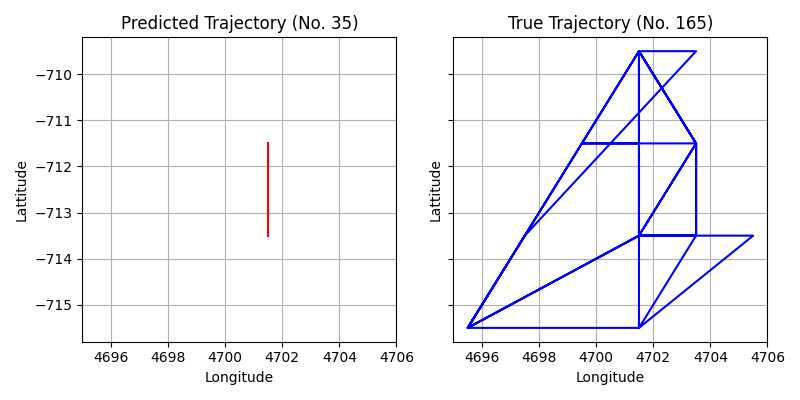 Predicted Trajectory (No. 35)
True Trajectory (No. 165)
Lattitude
−710
−711
−712
−713
−714
−715
4696 4698 4700 4702 4704 4706
Longitude
Lattitude
4696 4698 4700 4702 4704 4706
Longitude